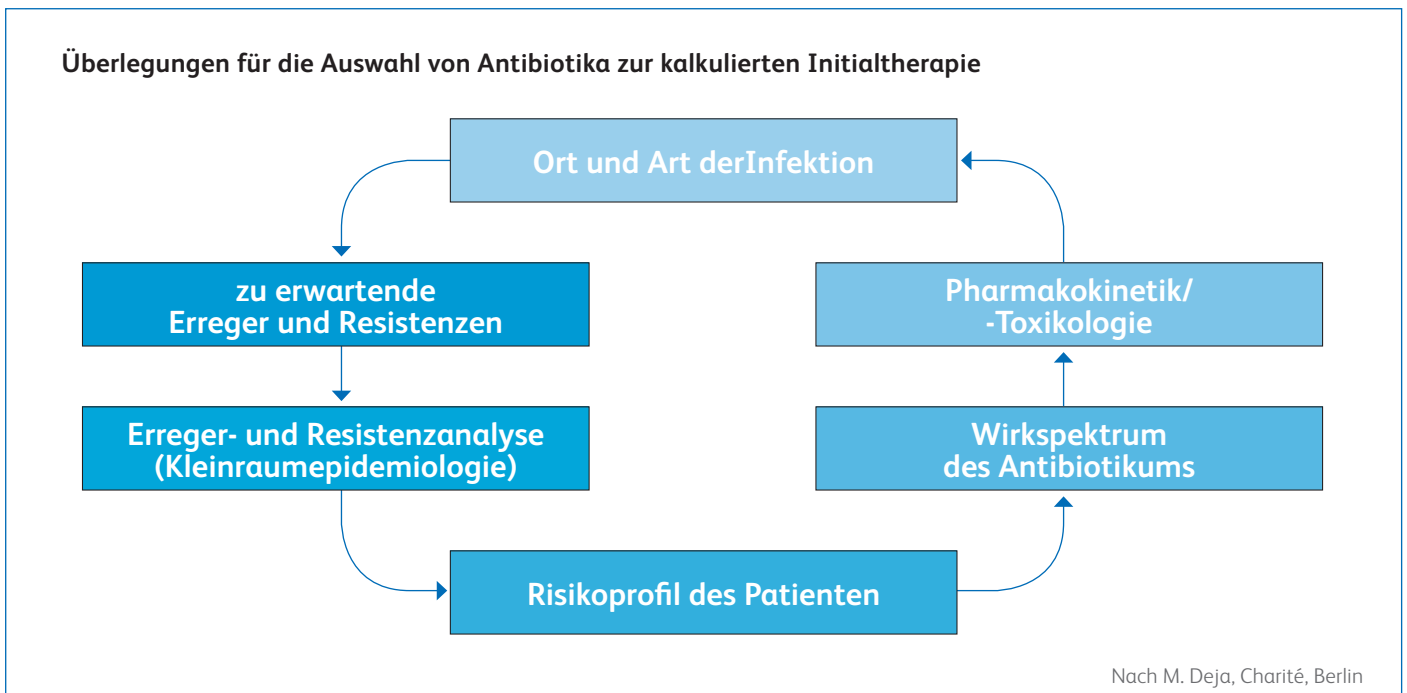 Überlegungen für die Auswahl von Antibiotika zur kalkulierten Initialtherapie
Ort und Art derInfektion
zu erwartende
Erreger und Resistenzen
Pharmakokinetik/
-Toxikologie
Erreger- und Resistenzanalyse
(Kleinraumepidemiologie)
Wirkspektrum
des Antibiotikums
Risikoprofil des Patienten
Nach M. Deja, Charité, Berlin